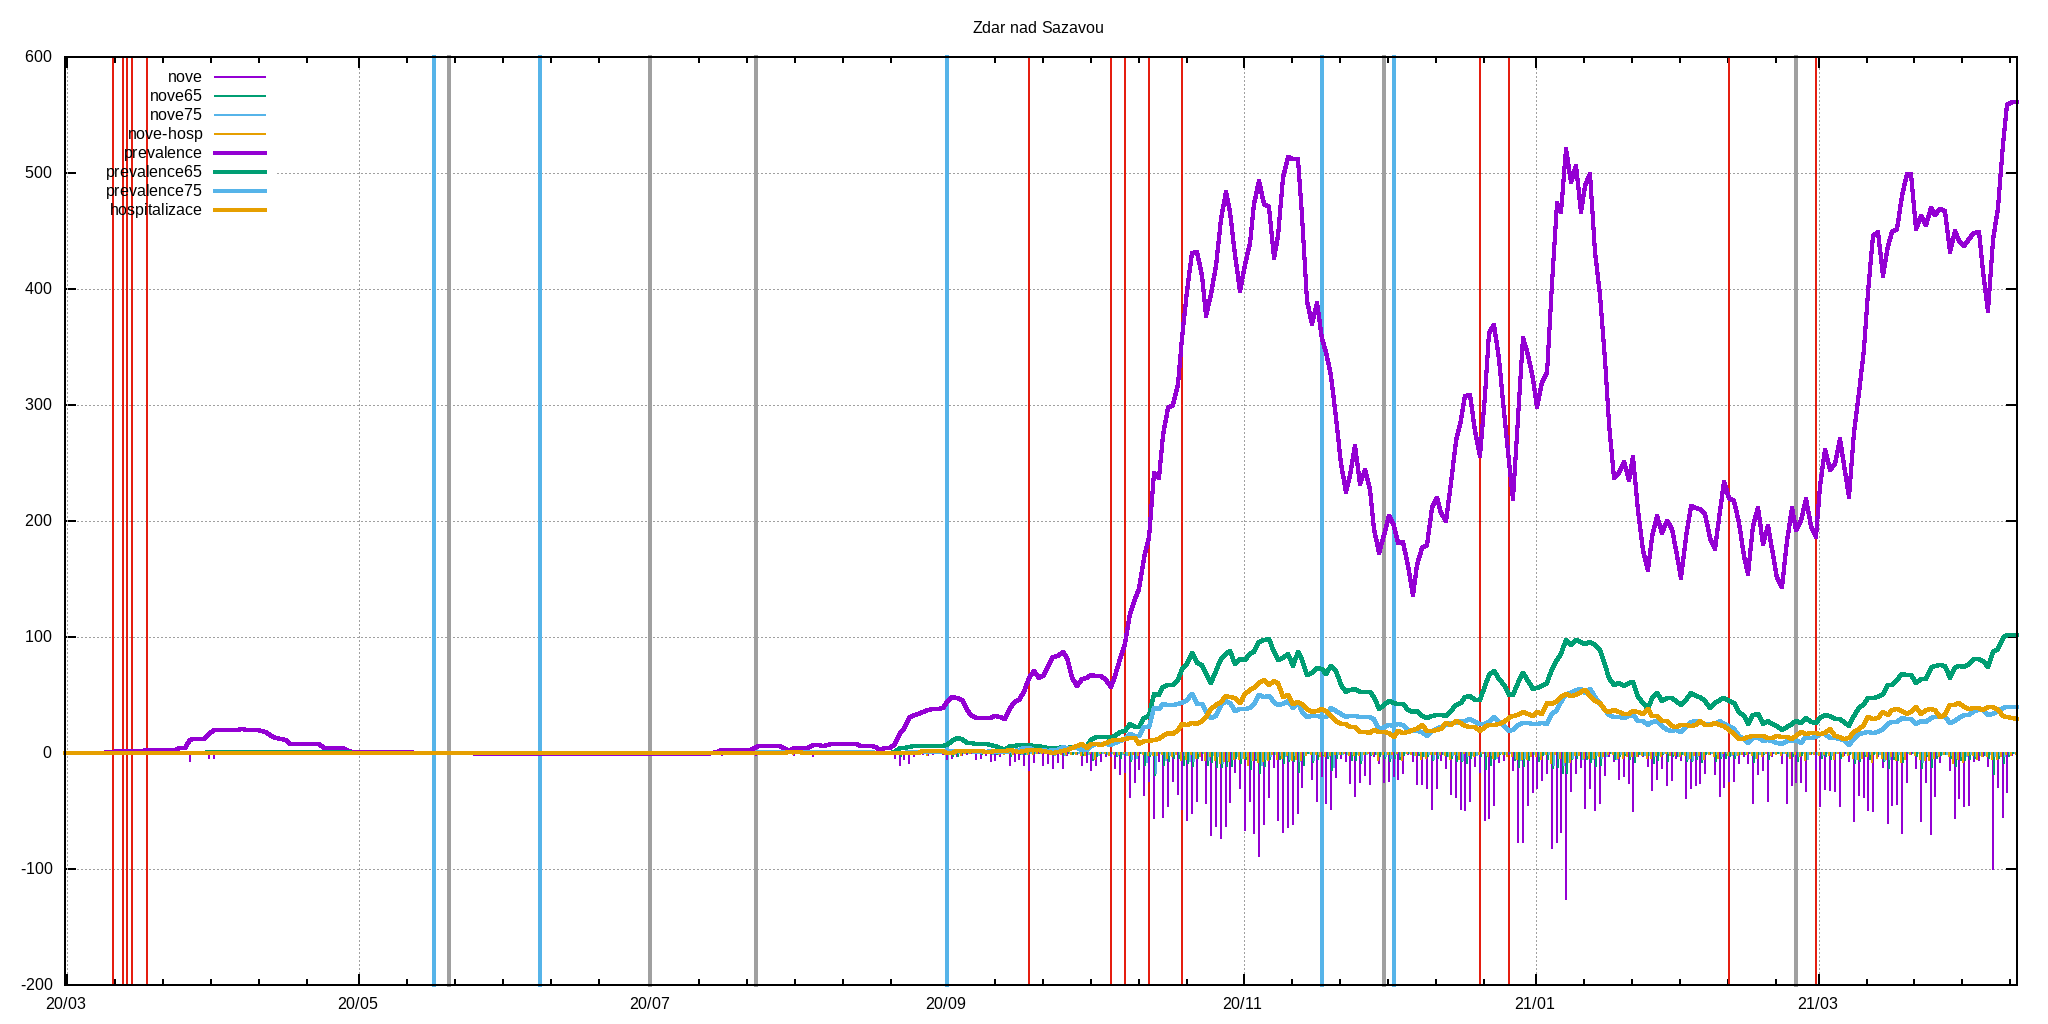 Zdar nad Sazavou
600
500
400
300
200
100
0
-100
-200
nove
nove65
nove75
nove-hosp
prevalence
prevalence65
prevalence75
hospitalizace
20/03 20/05 20/07 20/09 20/11 21/01 21/03